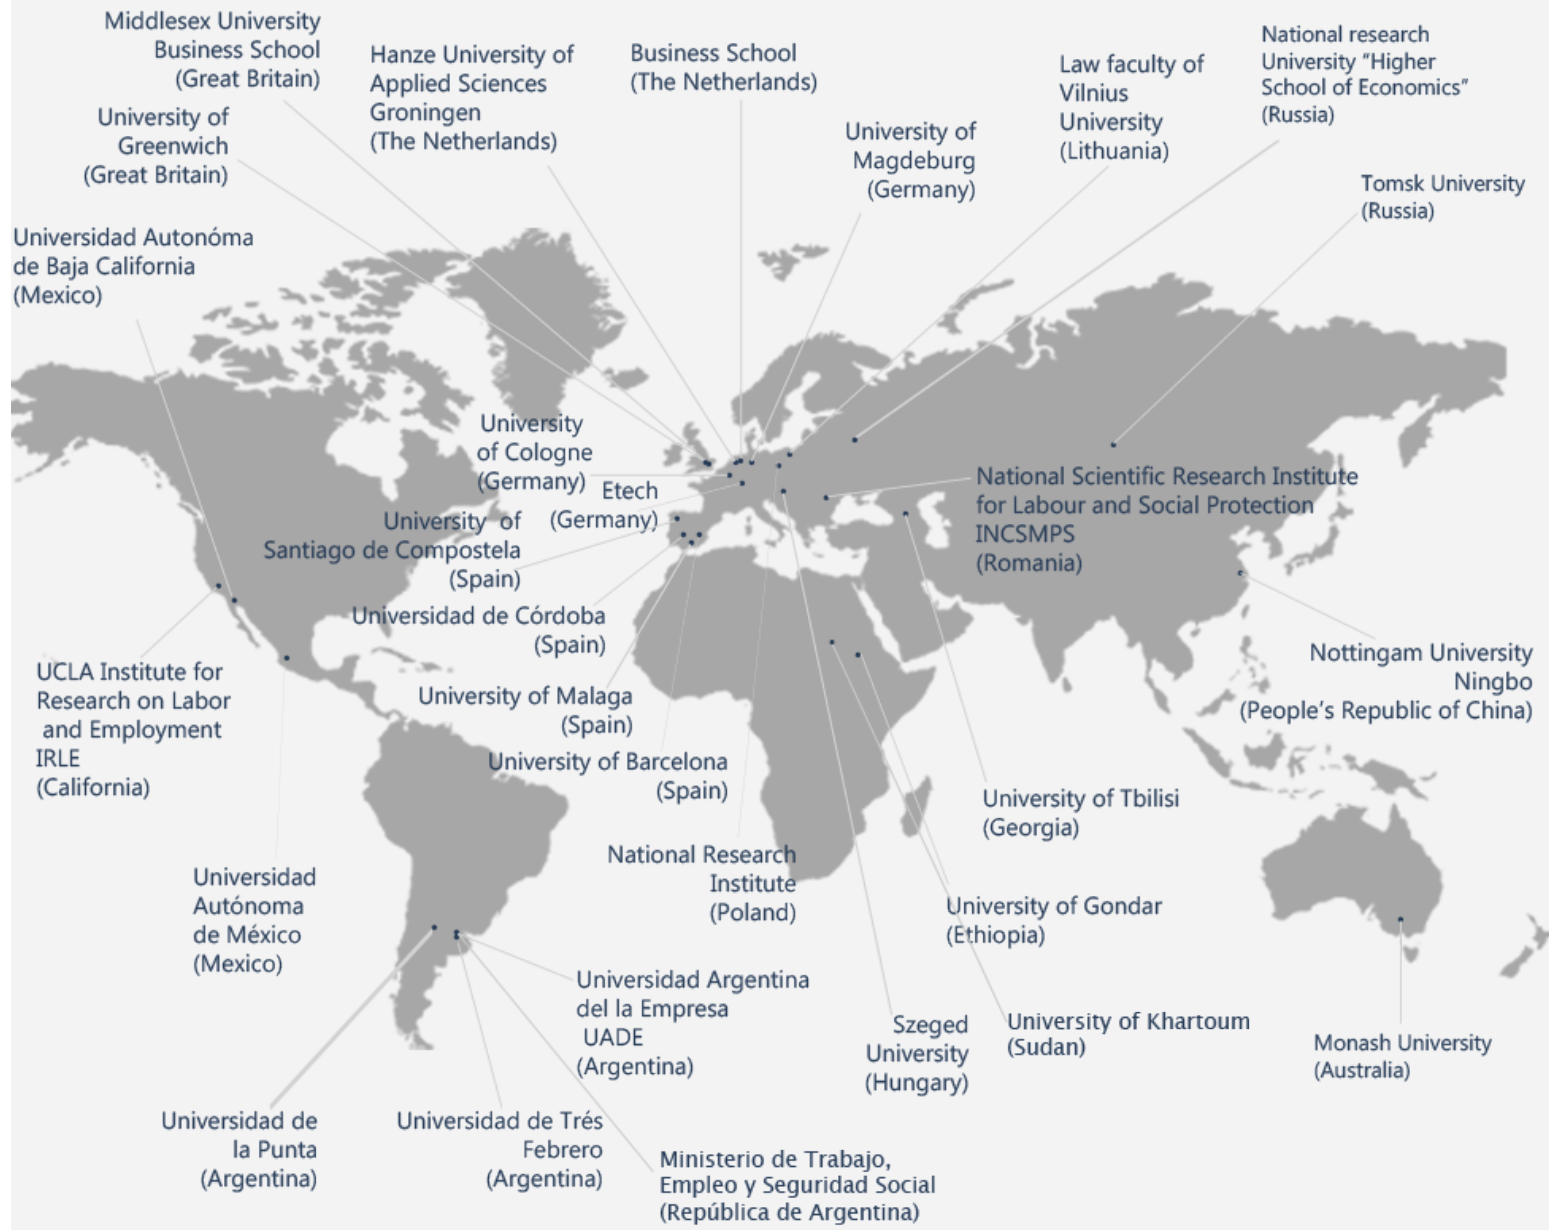 Middlesex University
Business School
(Great Britain)
Hanze University of
Applied Sciences
Groningen
(The Netherlands)
Business School
(The Netherlands)
Law faculty of
Vilnius
University
(Lithuania)
National research
University “Higher
School of Economics”
(Russia)
University of
Greenwich
(Great Britain)
University of
Magdeburg
(Germany)
Tomsk University
(Russia)
Universidad Autonóma
de Baja California
(Mexico)
University
of Cologne
(Germany)
Etech
(Germany)
National Scientific Research Institute
for Labour and Social Protection
INCSMPS
(Romania)
University of
Santiago de Compostela
(Spain)
Universidad de Córdoba
(Spain)
UCLA Institute for
Research on Labor
and Employment
IRLE
(California)
University of Malaga
(Spain)
Nottingam University
Ningbo
(People’s Republic of China)
University of Barcelona
(Spain)
University of Tbilisi
(Georgia)
National Research
Institute
(Poland)
Universidad
Autónoma
de México
(Mexico)
University of Gondar
(Ethiopia)
Universidad Argentina
del la Empresa
UADE
(Argentina)
Szeged
University
(Hungary)
University of Khartoum
(Sudan)
Monash University
(Australia)
Universidad de
la Punta
(Argentina)
Universidad de Trés
Febrero
(Argentina)
Ministerio de Trabajo,
Empleo y Seguridad Social
(República de Argentina)